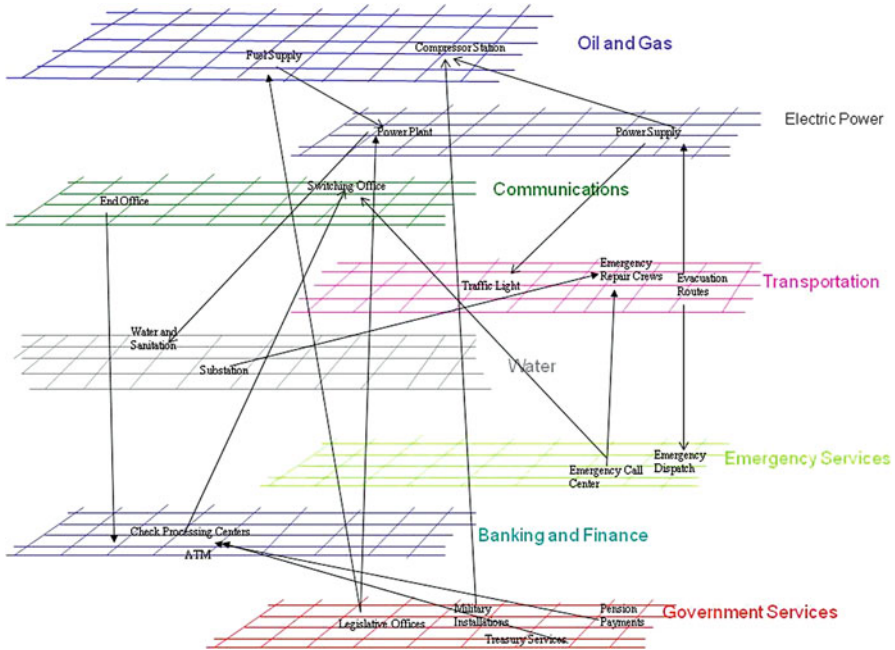 Oil and Gas
Compressor Station
Fuel Supply
Electric Power
Power Plant
Power Supply
Switching Office
Communications
End Office
Emergency
Repair Crews
Evacuation
Routes
Traffic Light
Transportation
Water and
Sanitation
Substation
Water
Emergency Services
Emergency Call
Center
Emergency
Dispatch
Check Processing Centers
ATM
Banking and Finance
Legislative Offices
Military
Installations
Pension
Payments
Treasury Services
Government Services